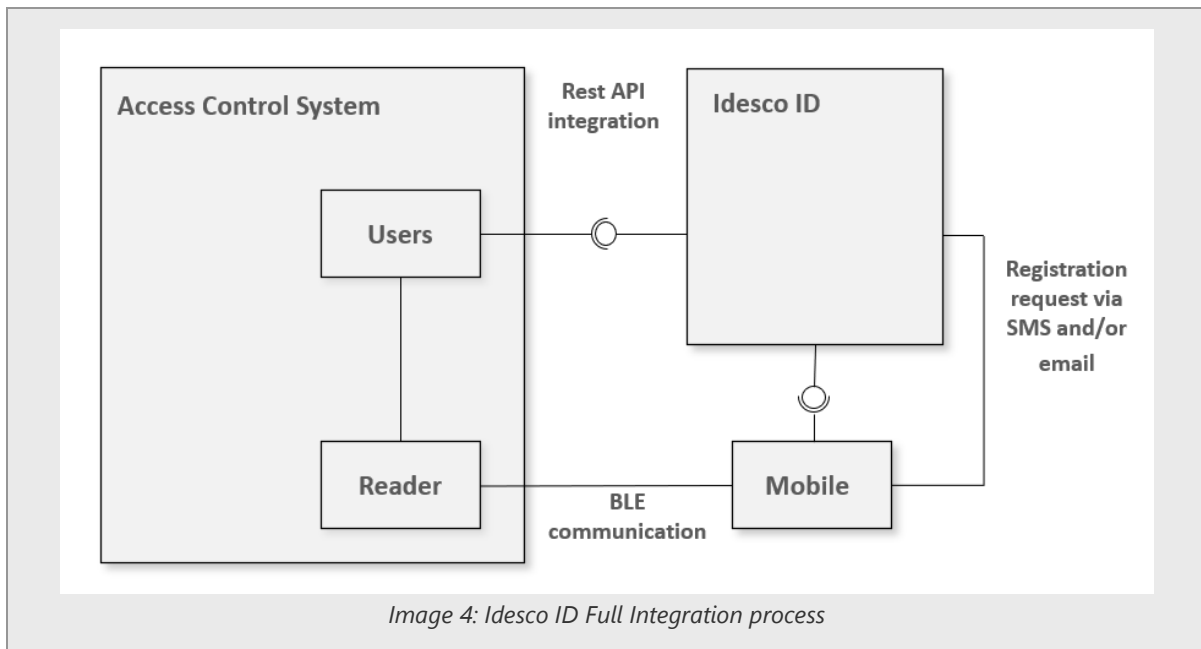 Access Control System
Rest API
integration
Idesco ID
Users
Registration
request via
SMS and/or
email
Reader
BLE
communication
Mobile
Image 4: Idesco ID Full Integration process